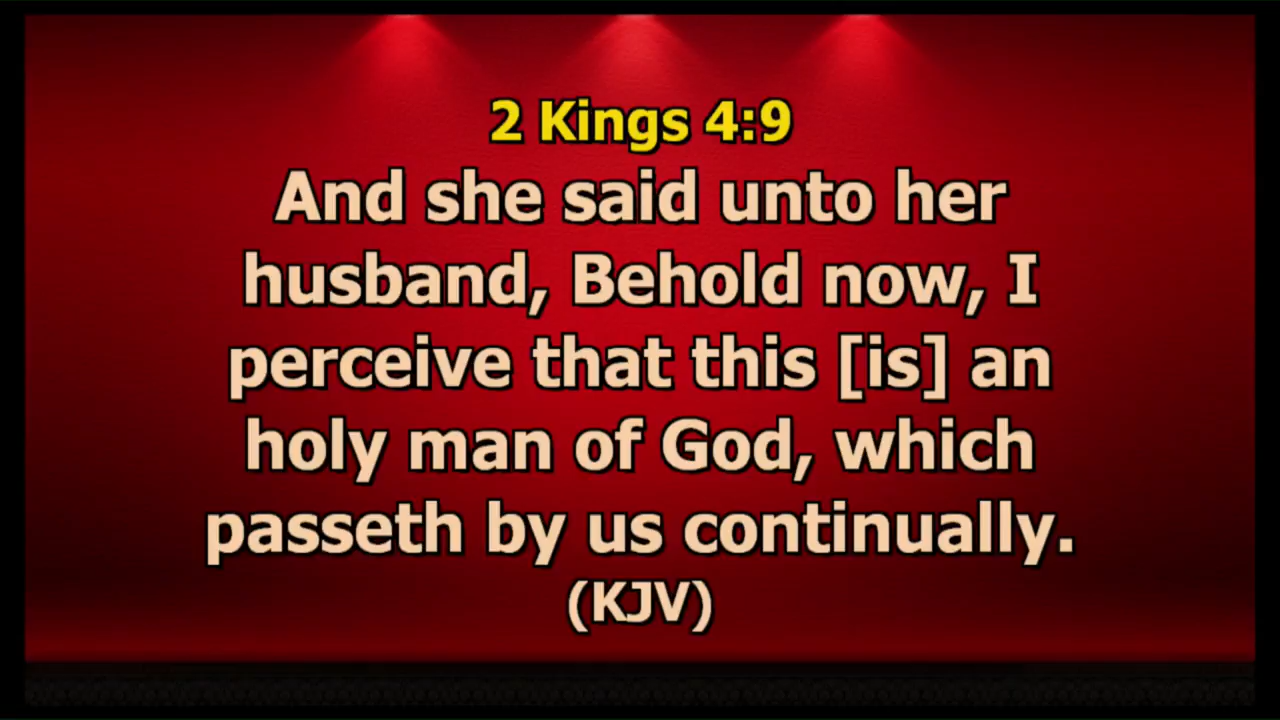 2 Kings 4:9
And she said unto her
husband, Behold now, I
perceive that this [is] an
holy man of God, which
passeth by us continually.
(KJV)